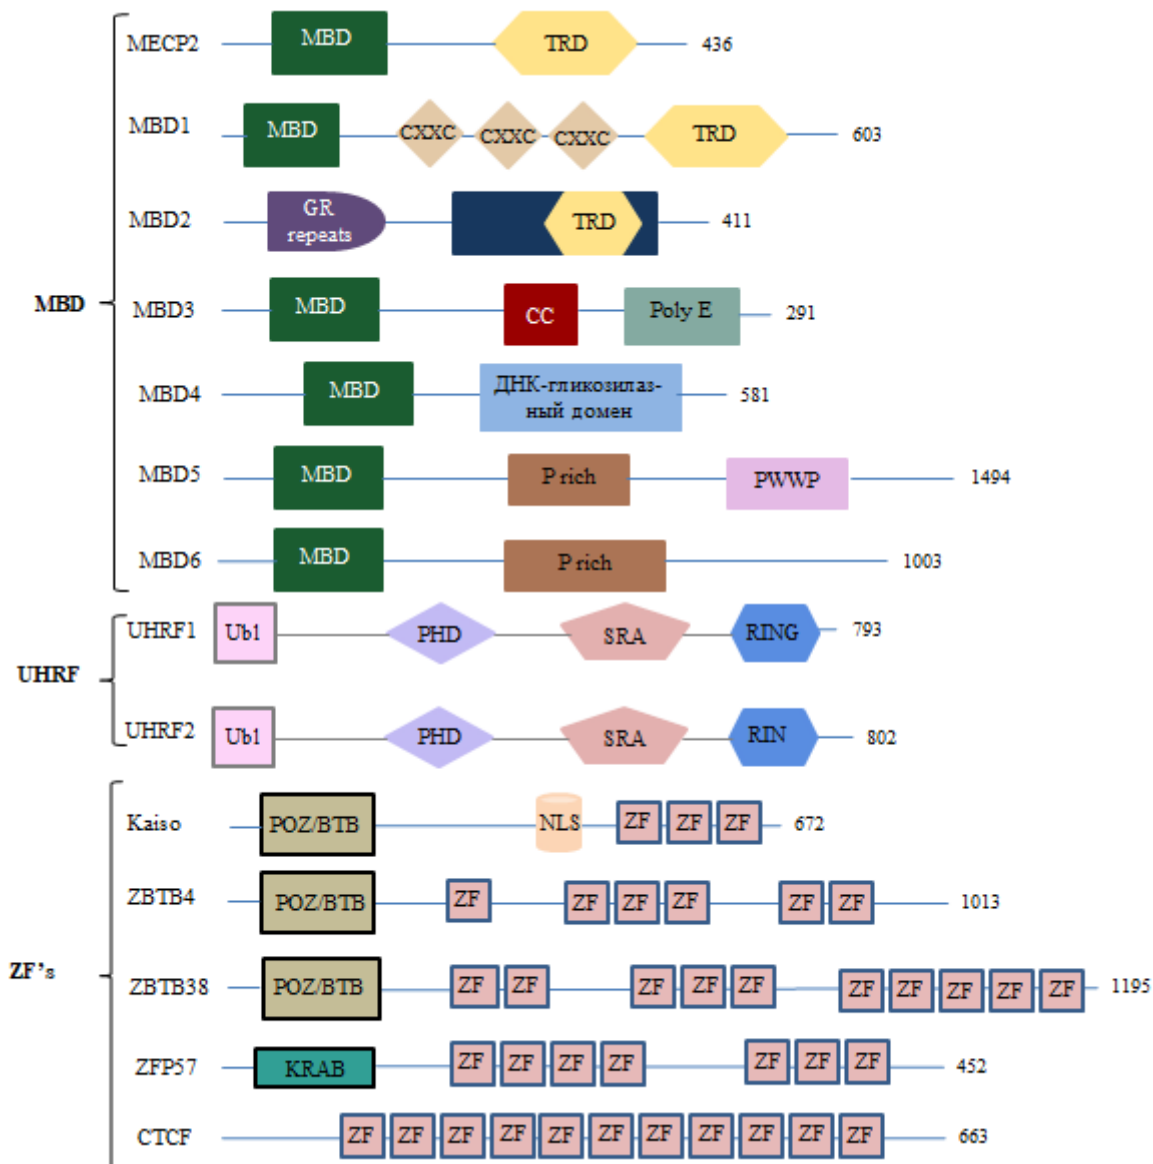 MECP2 MBD TRD 436
MBD1 MBD CXXC CXXC CXXC TRD 603
MBD2 GR repeats TRD 411
MBD
MBD3 MBD CC Poly E 291
MBD4 MBD ДНК-гликозилаз-
ный домен 581
MBD5 MBD P rich PWWP 1494
MBD6 MBD P rich 1003
UHRF1 Ub1 PHD SRA RING 793
UHRF
UHRF2 Ub1 PHD SRA RIN 802
Kaiso POZ/BTB NLS ZF ZF ZF 672
ZBTB4 POZ/BTB ZF ZF ZF ZF ZF ZF 1013
ZF's
ZBTB38 POZ/BTB ZF ZF ZF ZF ZF ZF ZF ZF ZF ZF 1195
ZFP57 KRAB ZF ZF ZF ZF ZF ZF ZF 452
CTCF ZF ZF ZF ZF ZF ZF ZF ZF ZF ZF ZF 663